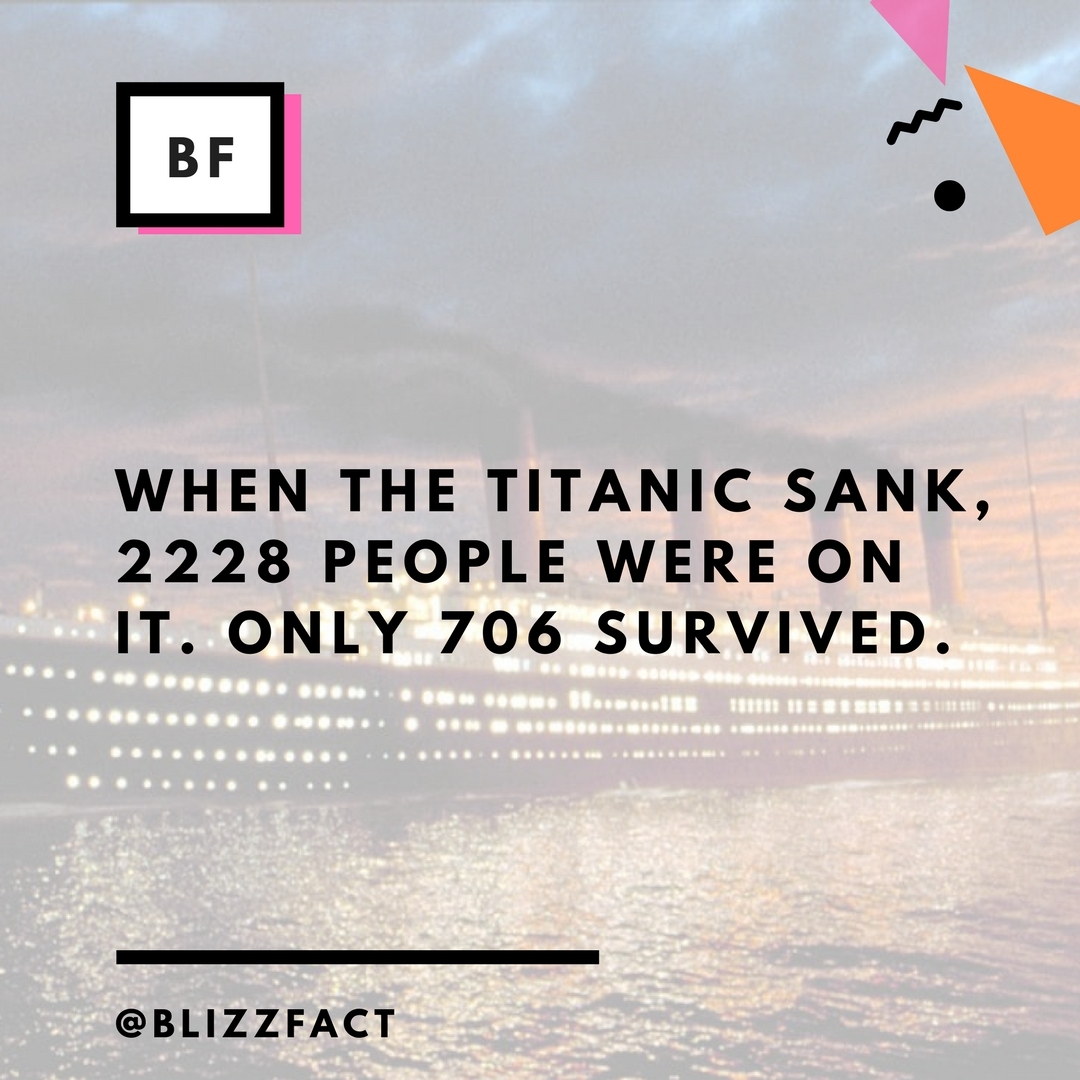 BF
WHEN THE TITANIC SANK,
2228 PEOPLE WERE ON
IT. ONLY 706 SURVIVED.
@BLIZZFACT